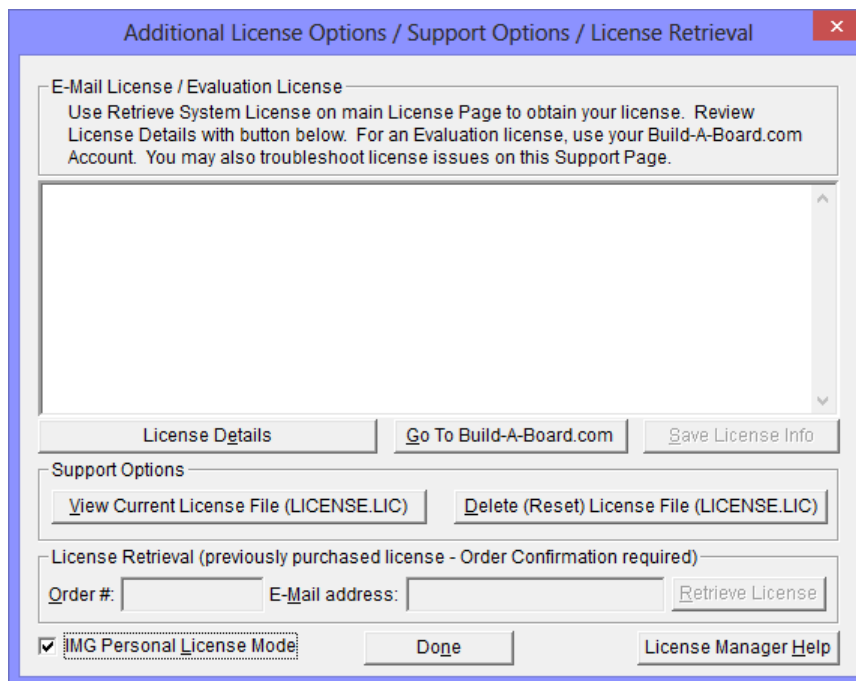 Additional License Options / Support Options / License Retrieval
E-Mail License / Evaluation License
Use Retrieve System License on main License Page to obtain your license.  Review
License Details with button below.  For an Evaluation license, use your Build-A-Board.com
Account.  You may also troubleshoot license issues on this Support Page.
License Details
Go To Build-A-Board.com
Save License Info
Support Options
View Current License File (LICENSE.LIC)
Delete (Reset) License File (LICENSE.LIC)
License Retrieval (previously purchased license - Order Confirmation required)
Order #:
E-Mail address:
Retrieve License
IMG Personal License Mode
Done
License Manager Help